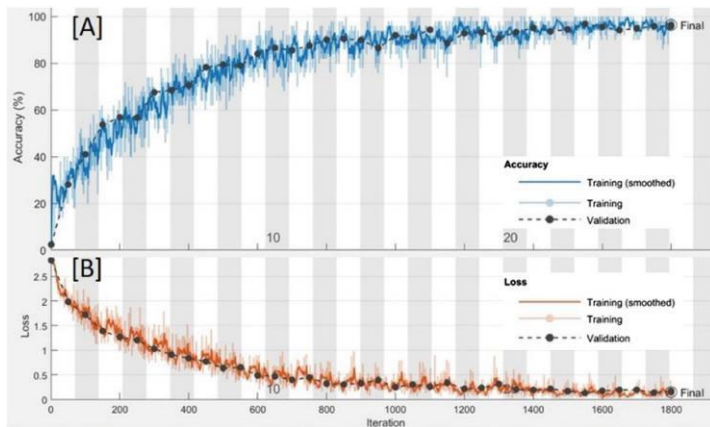 [A]
100
80
60
40
20
0
Accuracy (%)
Final
Accuracy
Training (smoothed)
Training
Validation
10
20
[B]
2.5
2
1.5
1
0.5
0
Loss
Loss
Training (smoothed)
Training
Validation
10
Final
0
200
400
600
800
1000
1200
1400
1600
1800
Iteration